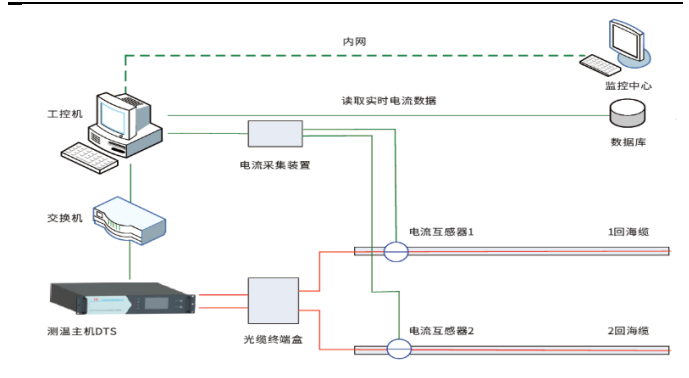 内网
监控中心
工控机
读取实时电流数据
数据库
电流采集装置
交换机
电流互感器1
1回海缆
测温主机DTS
光缆终端盒
电流互感器2
2回海缆